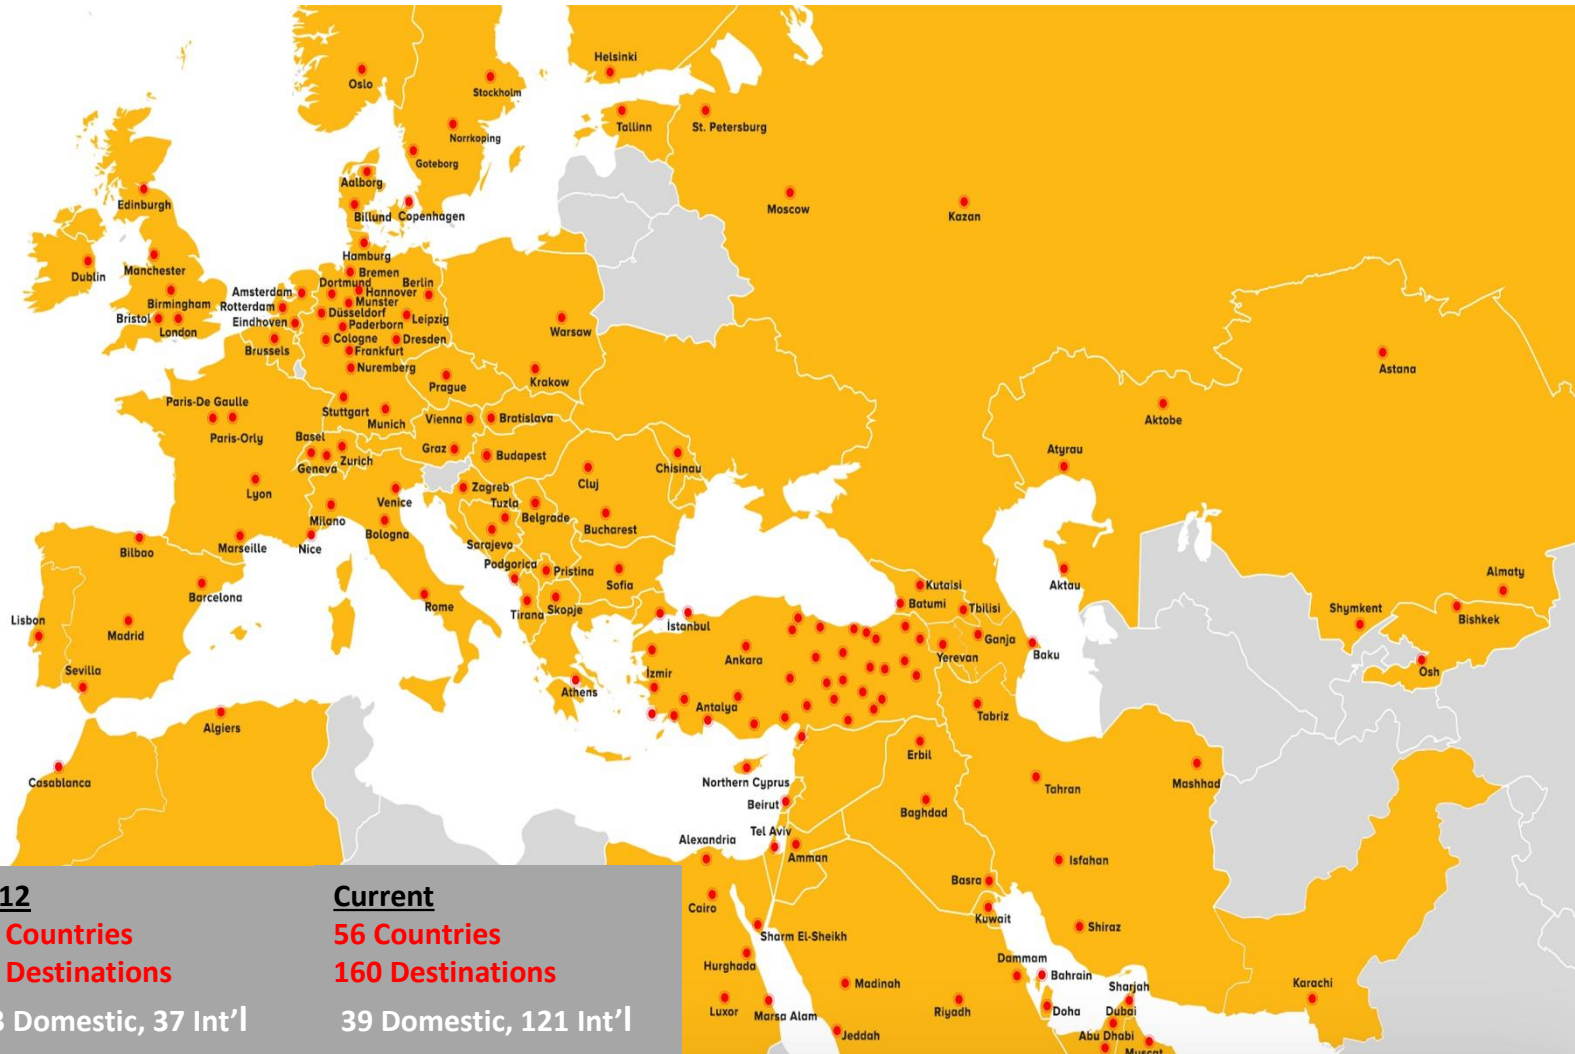 Helsinki
Oslo
Stockholm
Tallinn
St. Petersburg
Norrkoping
Goteborg
Aalborg
Edinburgh
Billund
Copenhagen
Moscow
Kazan
Hamburg
Dublin
Manchester
Bremen
Dortmund
Berlin
Amsterdam
Hannover
Birmingham
Rotterdam
Munster
Bristol
Düsseldorf
Leipzig
London
Eindhoven
Paderborn
Warsaw
Brussels
Cologne
Dresden
Frankfurt
Nuremberg
Astana
Prague
Krakow
Paris-De Gaulle
Stuttgart
Munich
Vienna
Bratislava
Aktobe
Paris-Orly
Basel
Graz
Zurich
Budapest
Geneva
Chisinau
Atyrau
Cluj
Lyon
Zagreb
Venice
Tuzla
Belgrade
Milano
Bologna
Bucharest
Bilbao
Marseille
Nice
Sarajevo
Podgorica
Pristina
Sofia
Kutaisi
Aktau
Almaty
Barcelona
Rome
Tirana
Skopje
Batumi
Tbilisi
Shymkent
Bishkek
Lisbon
Madrid
İstanbul
Ganja
Yerevan
Baku
Ankara
Sevilla
İzmir
Osh
Athens
Antalya
Tabriz
Algiers
Erbil
Casablanca
Northern Cyprus
Tahran
Mashhad
Beirut
Baghdad
Alexandria
Tel Aviv
Amman
Isfahan
Basra
Cairo
Kuwait
Shiraz
Sharm El-Sheikh
Hurghada
Dammam
Bahrain
Madinah
Sharjah
Karachi
Luxor
Marsa Alam
Riyadh
Doha
Dubai
Jeddah
Abu Dhabi
Muscat
12
Countries
Destinations
3 Domestic, 37 Int'l
Current
56 Countries
160 Destinations
39 Domestic, 121 Int'l